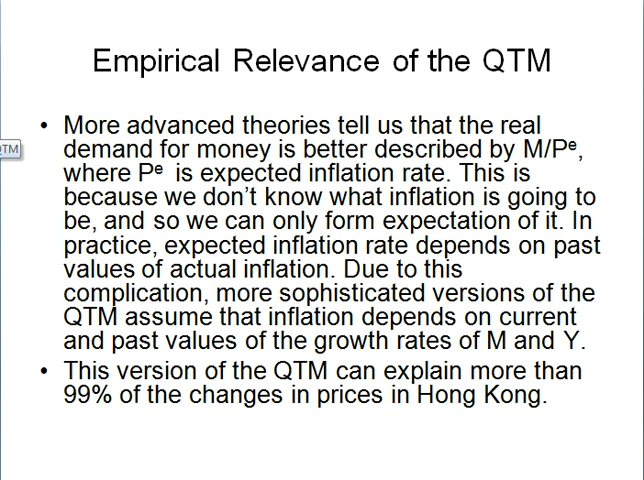 Empirical Relevance of the QTM
• More advanced theories tell us that the real
demand for money is better described by M/Pᵉ,
where Pᵉ is expected inflation rate. This is
because we don't know what inflation is going to
be, and so we can only form expectation of it. In
practice, expected inflation rate depends on past
values of actual inflation. Due to this
complication, more sophisticated versions of the
QTM assume that inflation depends on current
and past values of the growth rates of M and Y.
• This version of the QTM can explain more than
99% of the changes in prices in Hong Kong.
QTM